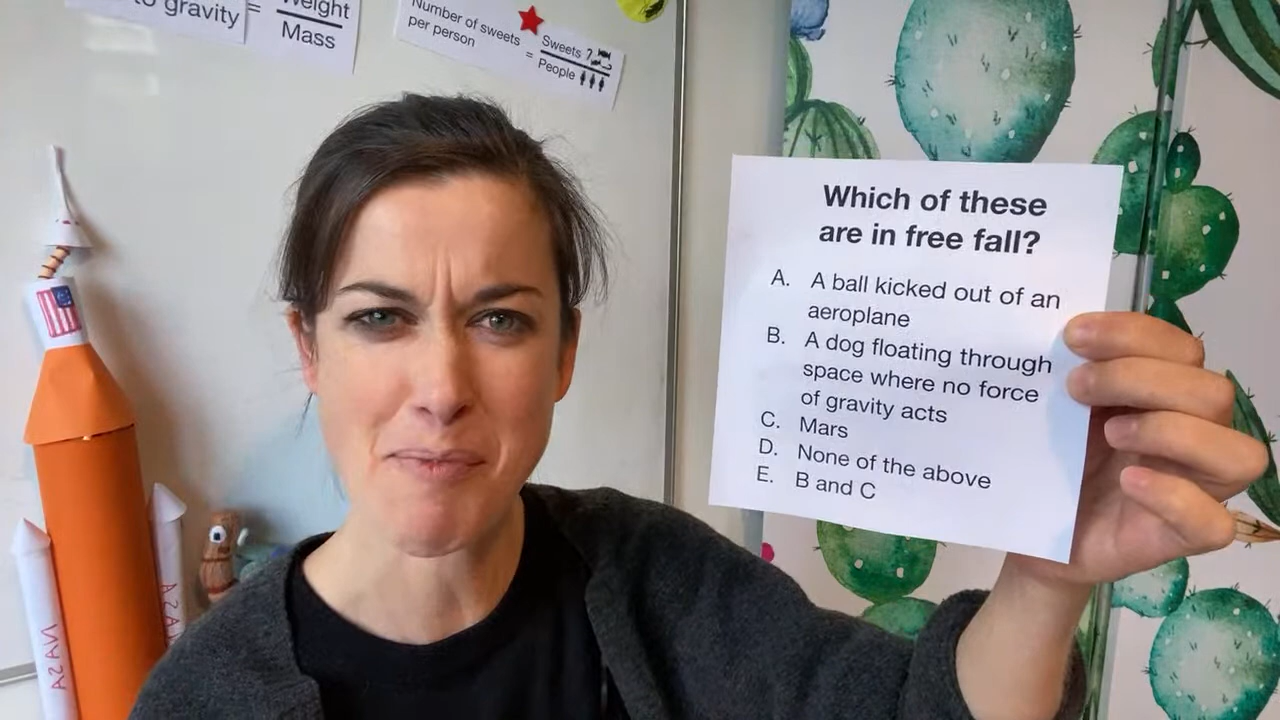 to gravity = Weight
Mass
Number of sweets
per person
= Sweets
People
Which of these
are in free fall?
A. A ball kicked out of an
aeroplane
B. A dog floating through
space where no force
of gravity acts
C. Mars
D. None of the above
E. B and C
NASA
NASA